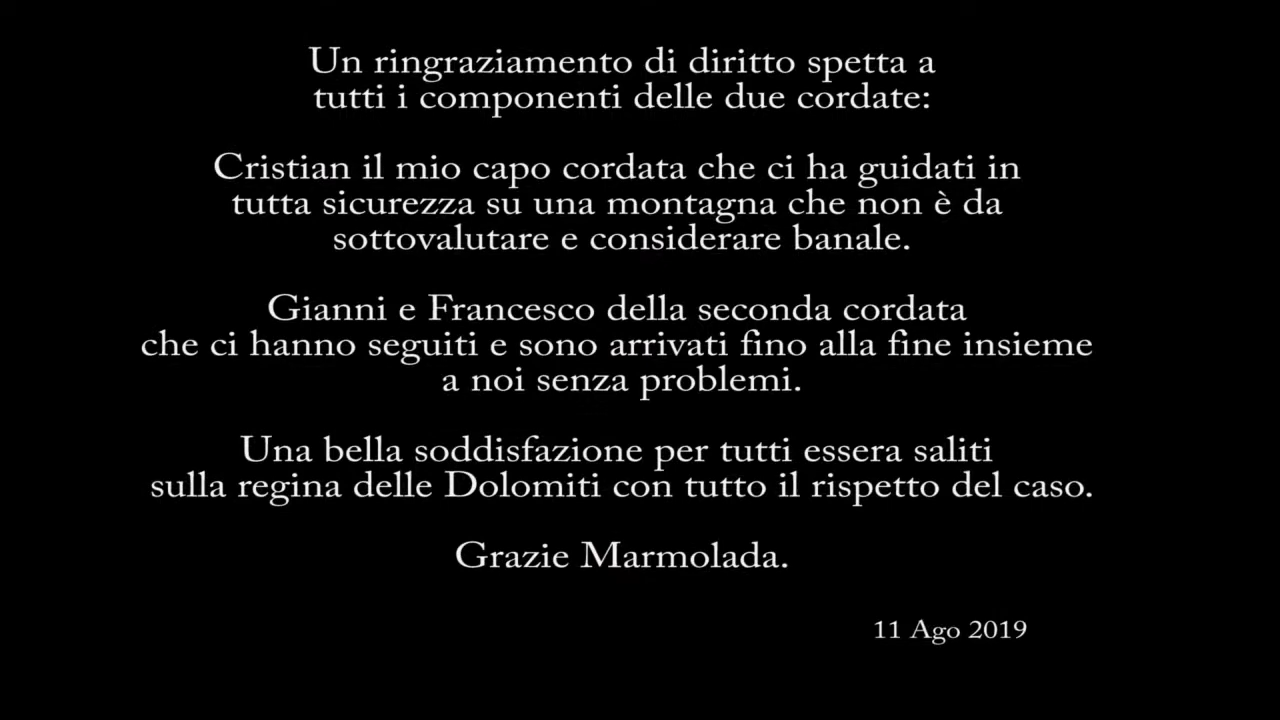 Un ringraziamento di diritto spetta a
tutti i componenti delle due cordate:
Cristian il mio capo cordata che ci ha guidati in
tutta sicurezza su una montagna che non è da
sottovalutare e considerare banale.
Gianni e Francesco della seconda cordata
che ci hanno seguiti e sono arrivati fino alla fine insieme
a noi senza problemi.
Una bella soddisfazione per tutti essera saliti
sulla regina delle Dolomiti con tutto il rispetto del caso.
Grazie Marmolada.
11 Ago 2019